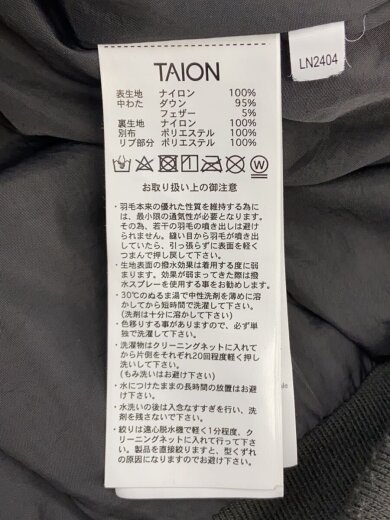 LN2404
TAION
表生地 ナイロン 100%
中わた ダウン 95%
フェザー 5%
裏生地 ナイロン 100%
別布 ポリエステル 100%
リブ部分 ポリエステル 100%
お取り扱い上の御注意
・羽毛本来の優れた性質を維持する為に
は、最小限の通気性が必要となります。
その為、若干の羽毛の噴き出しは避け
られません。縫い目から羽毛が噴き出
していたら、引っ張らずに表面を軽く
つまんで押し戻して下さい。
・生地表面の撥水効果は着用する度に弱
まります。効果が弱まってきた際は撥
水スプレーを使用する事をお勧めします。
・30℃のぬるま湯で中性洗剤を薄めに溶
かしてから短時間で洗濯して下さい。
(洗剤は十分に溶かして下さい)
・色移りする事がありますので、必ず単
独で洗濯して下さい。
・洗濯物はクリーニングネットに入れて
から片側をそれぞれ20回程度軽く押し
洗いして下さい。
(もみ洗いはお避け下さい)
・水につけたままの長時間の放置はお避
け下さい。
・水洗いの後は入念なすすぎを行い、洗
剤を残さないで下さい。
・絞りは遠心脱水機で軽く1分程度、ク
リーニングネットに入れて行って下さ
い。製品を直接絞りますと、型くずれ
の原因となりますのでお避け下さい。